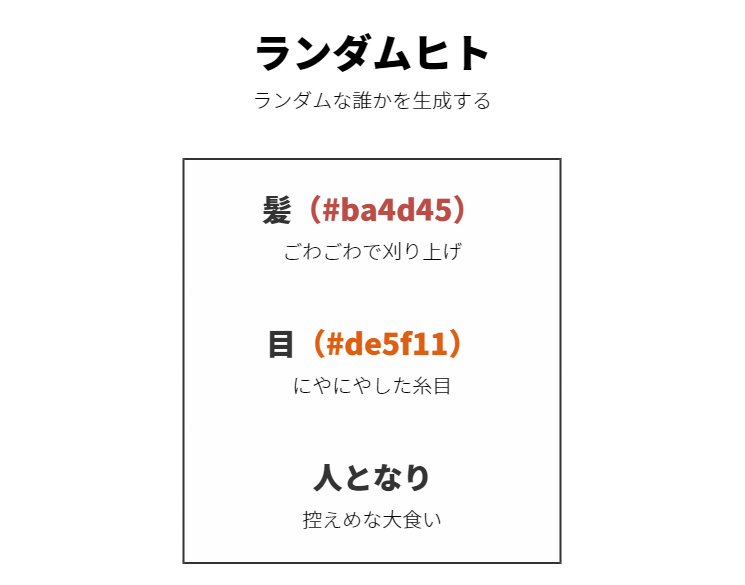 ランダムヒト
ランダムな誰かを生成する
髪（#ba4d45）
ごわごわで刈り上げ
目（#de5f11）
にやにやした糸目
人となり
控えめな大食い